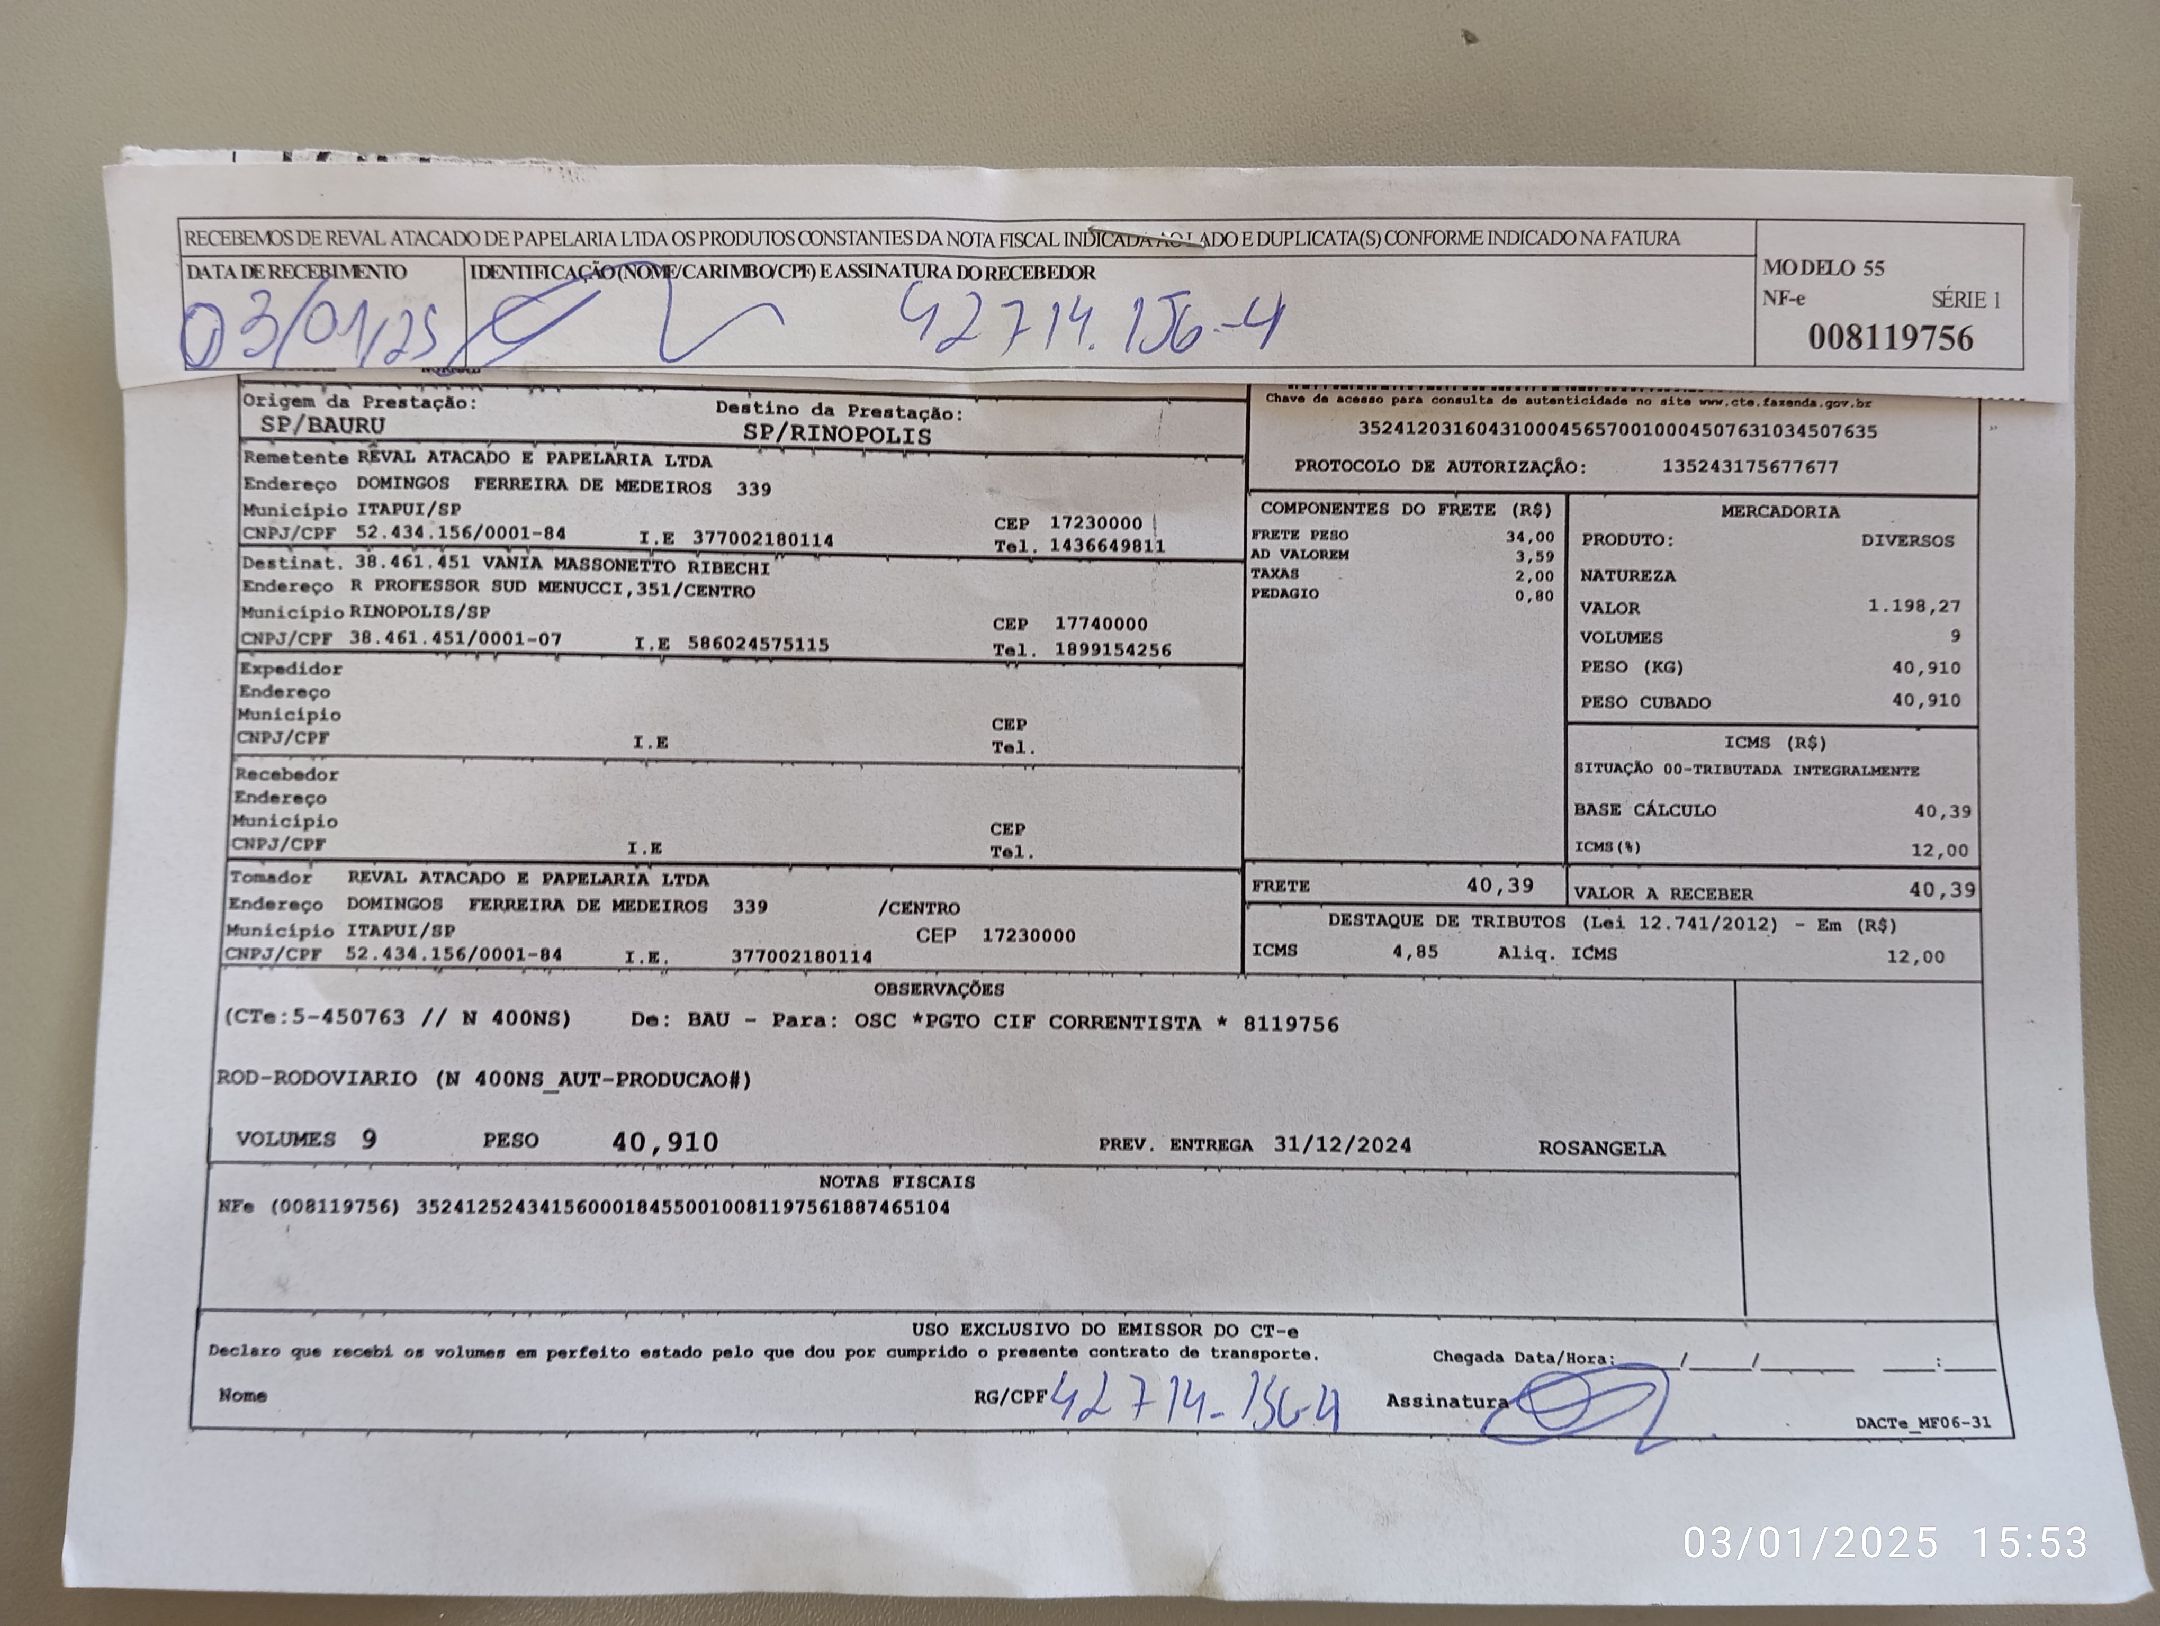 RECEBEMOS DE REVAL ATACADO DE PAPELARIA LTDA OS PRODUTOS CONSTANTES DA NOTA FISCAL INDICADA AO LADO E DUPLICATA(S) CONFORME INDICADO NA FATURA
DATA DE RECEBIMENTO
03/01/25
IDENTIFICAÇÃO (NOME/CARIMBO/CPF) E ASSINATURA DO RECEBEDOR
42714.156-4
MODELO 55
NF-e SÉRIE 1
008119756
Origem da Prestação: Destino da Prestação:
SP/BAURU SP/RINOPOLIS
Remetente REVAL ATACADO E PAPELARIA LTDA
Endereço DOMINGOS FERREIRA DE MEDEIROS 339
Município ITAPUI/SP CEP 17230000
CNPJ/CPF 52.434.156/0001-84 I.E 377002180114 Tel. 1436649811
Destinat. 38.461.451 VANIA MASSONETTO RIBECHI
Endereço R PROFESSOR SUD MENUCCI,351/CENTRO
Município RINOPOLIS/SP CEP 17740000
CNPJ/CPF 38.461.451/0001-07 I.E 586024575115 Tel. 1899154256
Expedidor
Endereço
Município CEP
CNPJ/CPF I.E Tel.
Recebedor
Endereço
Município CEP
CNPJ/CPF I.E Tel.
Tomador REVAL ATACADO E PAPELARIA LTDA
Endereço DOMINGOS FERREIRA DE MEDEIROS 339 /CENTRO
Município ITAPUI/SP CEP 17230000
CNPJ/CPF 52.434.156/0001-84 I.E. 377002180114
Chave de acesso para consulta de autenticidade no site www.cte.fazenda.gov.br
35241203160431000456570010004507631034507635
PROTOCOLO DE AUTORIZAÇÃO: 135243175677677
COMPONENTES DO FRETE (R$)
FRETE PESO 34,00
AD VALOREM 3,59
TAXAS 2,00
PEDAGIO 0,80
MERCADORIA
PRODUTO: DIVERSOS
NATUREZA
VALOR 1.198,27
VOLUMES 9
PESO (KG) 40,910
PESO CUBADO 40,910
ICMS (R$)
SITUAÇÃO 00-TRIBUTADA INTEGRALMENTE
BASE CÁLCULO 40,39
ICMS(%) 12,00
FRETE 40,39 VALOR A RECEBER 40,39
DESTAQUE DE TRIBUTOS (Lei 12.741/2012) - Em (R$)
ICMS 4,85 Aliq. ICMS 12,00
OBSERVAÇÕES
(CTe:5-450763 // N 400NS) De: BAU - Para: OSC *PGTO CIF CORRENTISTA * 8119756
ROD-RODOVIARIO (N 400NS_AUT-PRODUCAO#)
VOLUMES 9 PESO 40,910 PREV. ENTREGA 31/12/2024 ROSANGELA
NOTAS FISCAIS
NFe (008119756) 35241252434156000184550010081197561887465104
USO EXCLUSIVO DO EMISSOR DO CT-e
Declaro que recebi os volumes em perfeito estado pelo que dou por cumprido o presente contrato de transporte. Chegada Data/Hora: / / :
Nome RG/CPF 42714-156-4 Assinatura
DACTe_MF06-31
03/01/2025 15:53